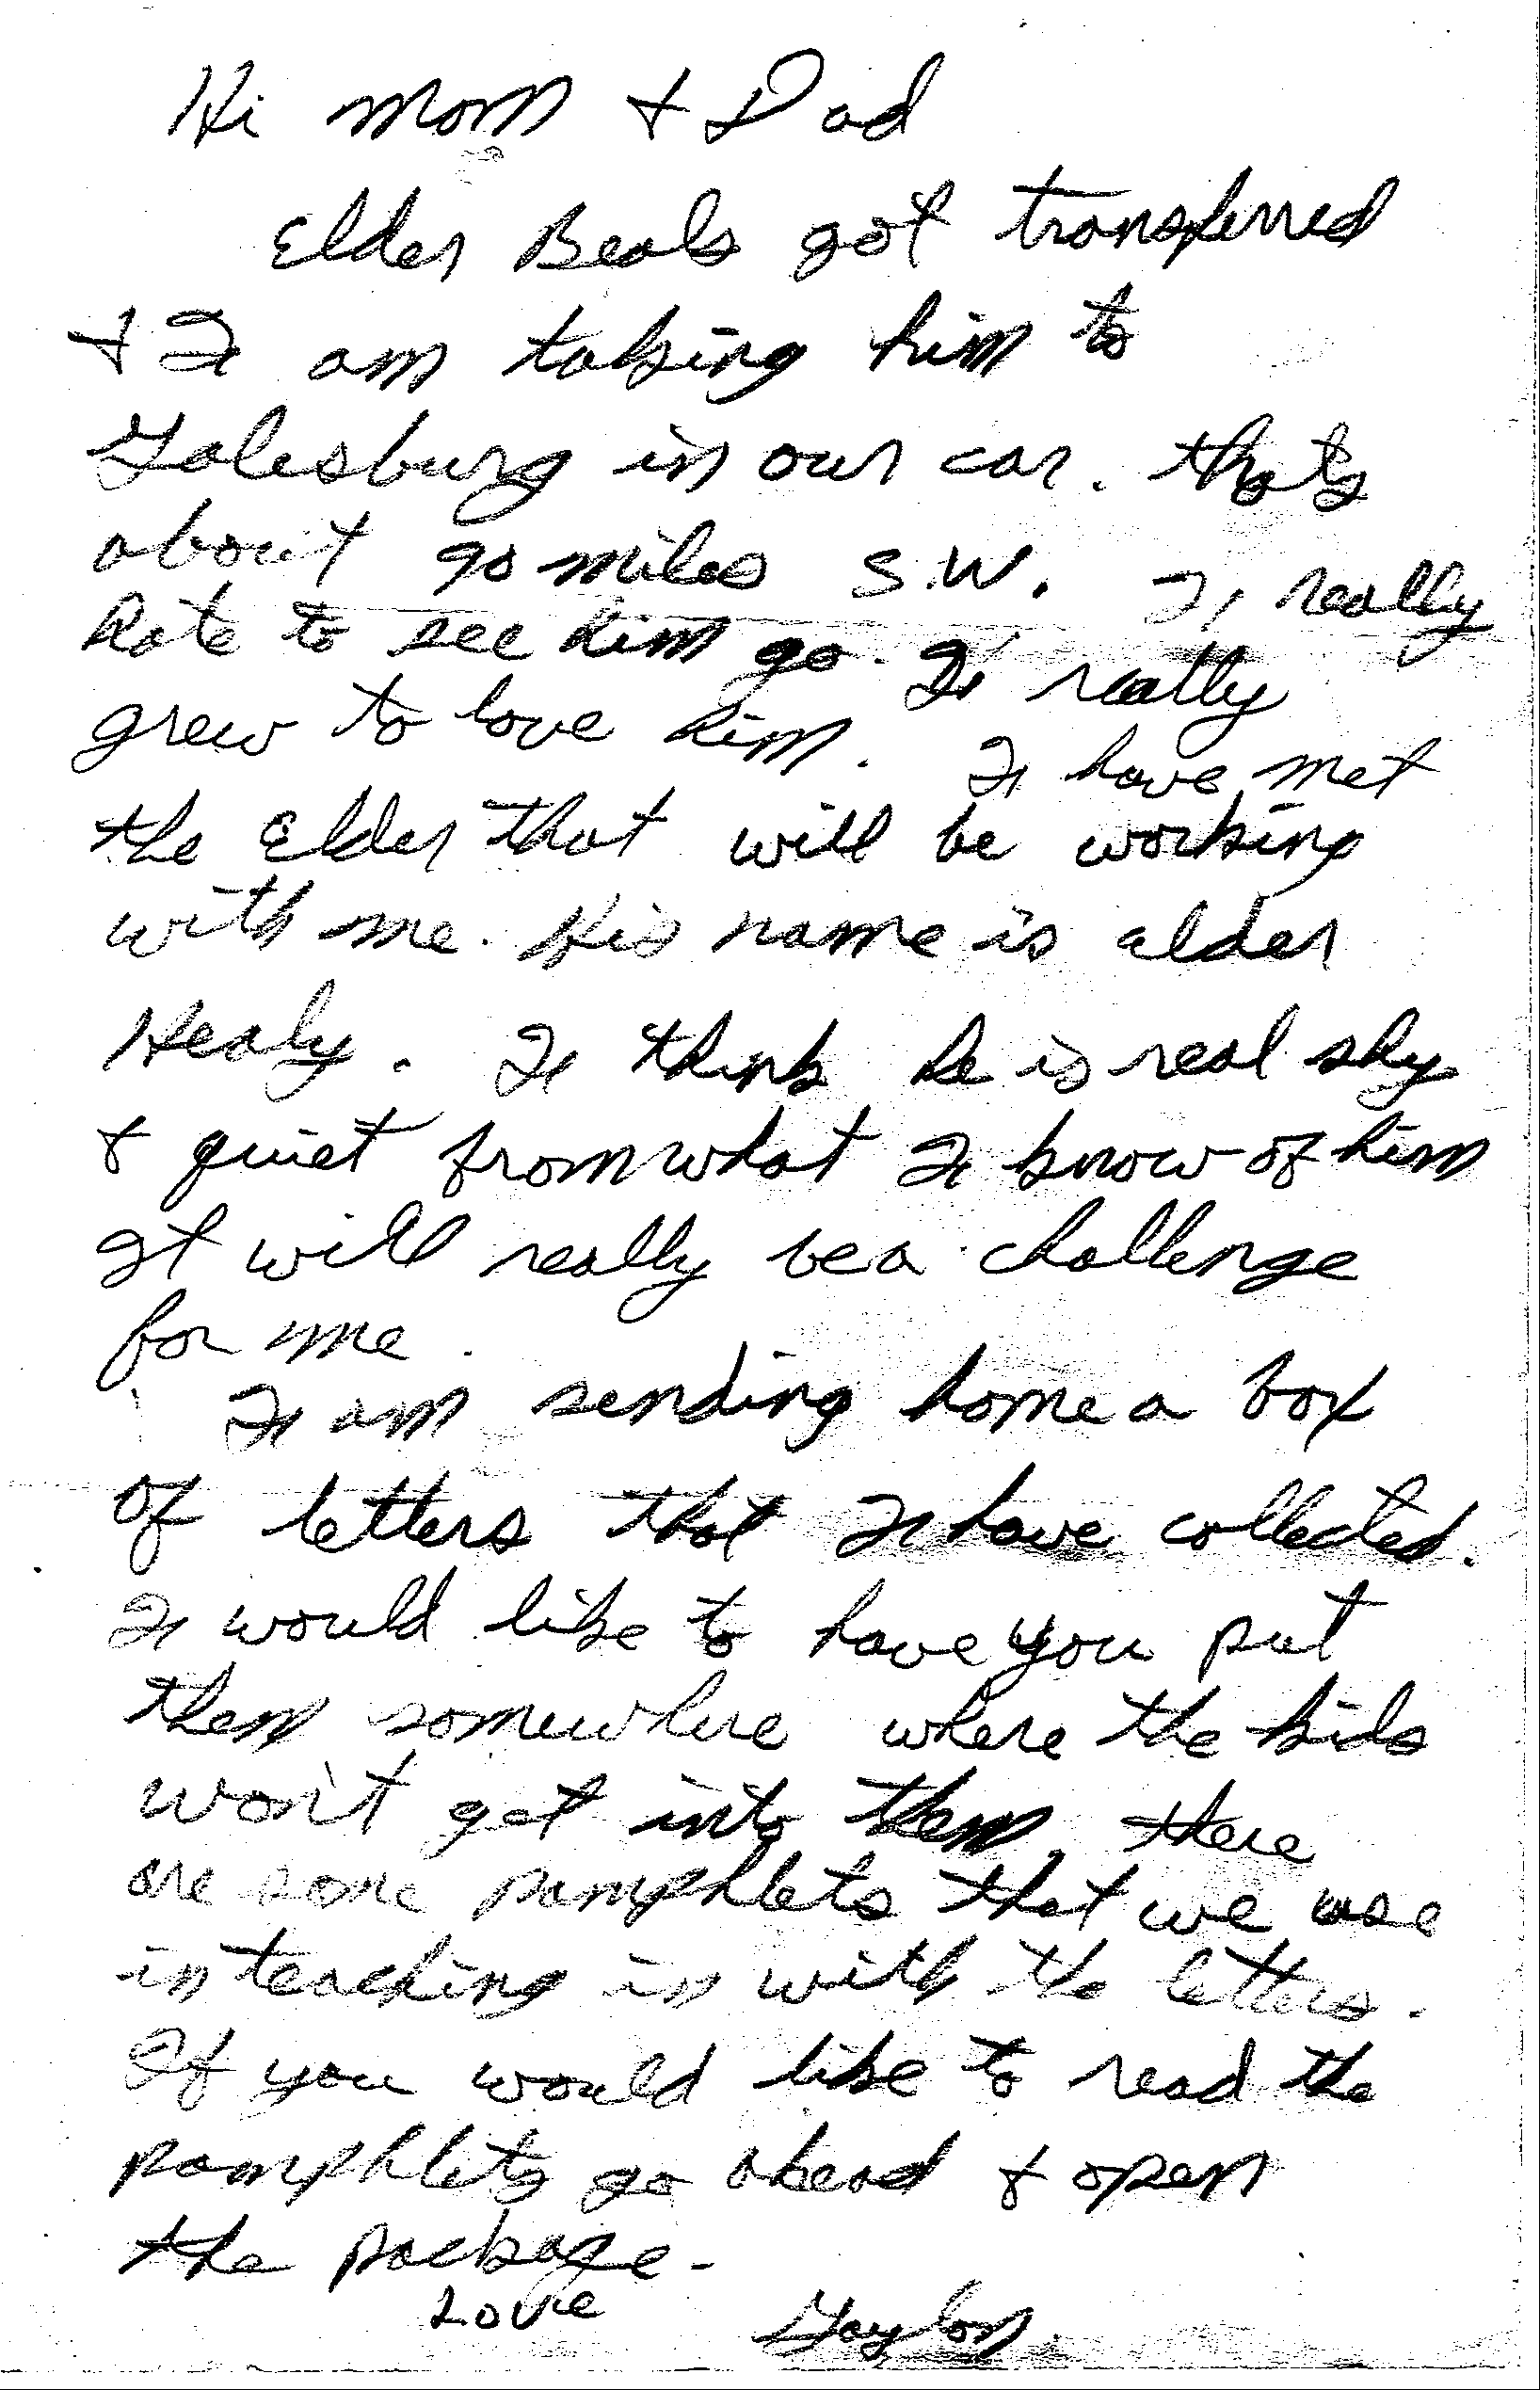 Hi Mom & Dad
Elder Beals got transferred
& I am taking him to
Galesburg in our car. thats
about 90 miles S.W. I really
hate to see him go. I really
grew to love him. I have met
the Elder that will be working
with me. His name is elder
Healy. I think he is real shy
& quiet from what I know of him
It will really be a challenge
for me.
I am sending home a box
of letters that I have collected.
I would like to have you put
them somewhere where the kids
won't get into them. there
are some pamphlets that we use
in teaching in with the letters.
If you would like to read the
pamphlets go ahead & open
the package.
Love Gaylon